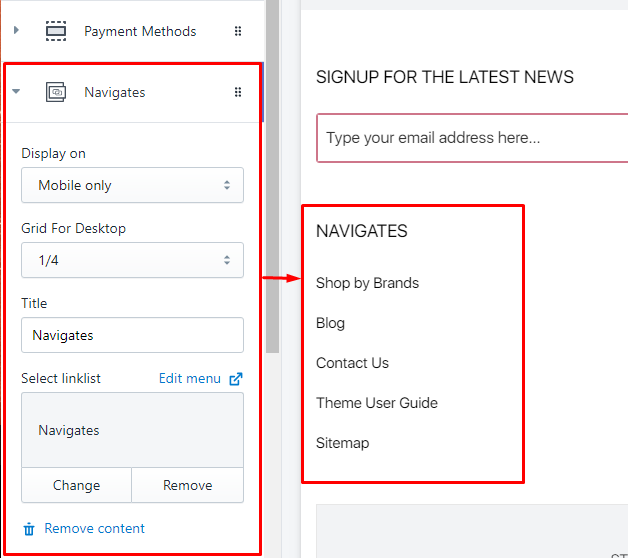 Payment Methods
Navigates
Display on
Mobile only
Grid For Desktop
1/4
Title
Navigates
Select linklist
Edit menu
Navigates
Change
Remove
Remove content
SIGNUP FOR THE LATEST NEWS
Type your email address here...
NAVIGATES
Shop by Brands
Blog
Contact Us
Theme User Guide
Sitemap